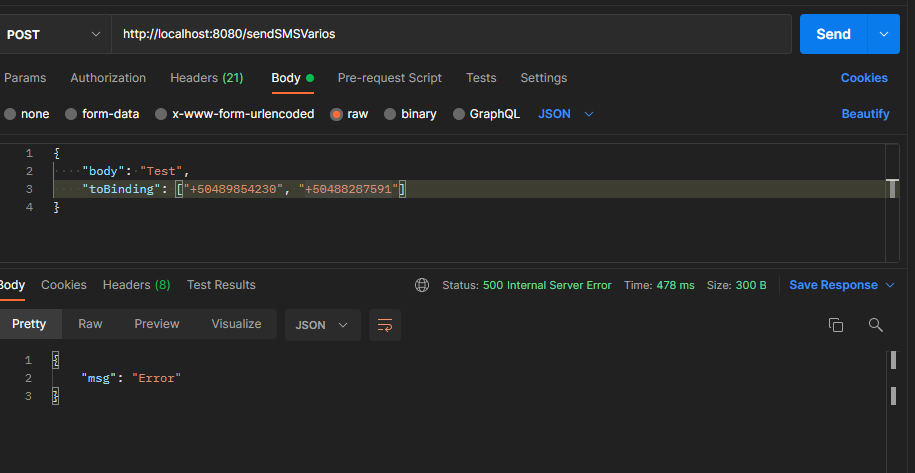 POST http://localhost:8080/sendSMSVarios Send
Params Authorization Headers (21) Body Pre-request Script Tests Settings Cookies
none form-data x-www-form-urlencoded raw binary GraphQL JSON Beautify
1 {
2 ····"body": "Test",
3 ····"toBinding": ["+50489854230", "+50488287591"]
4 }
Body Cookies Headers (8) Test Results Status: 500 Internal Server Error Time: 478 ms Size: 300 B Save Response
Pretty Raw Preview Visualize JSON
1 {
2 "msg": "Error"
3 }